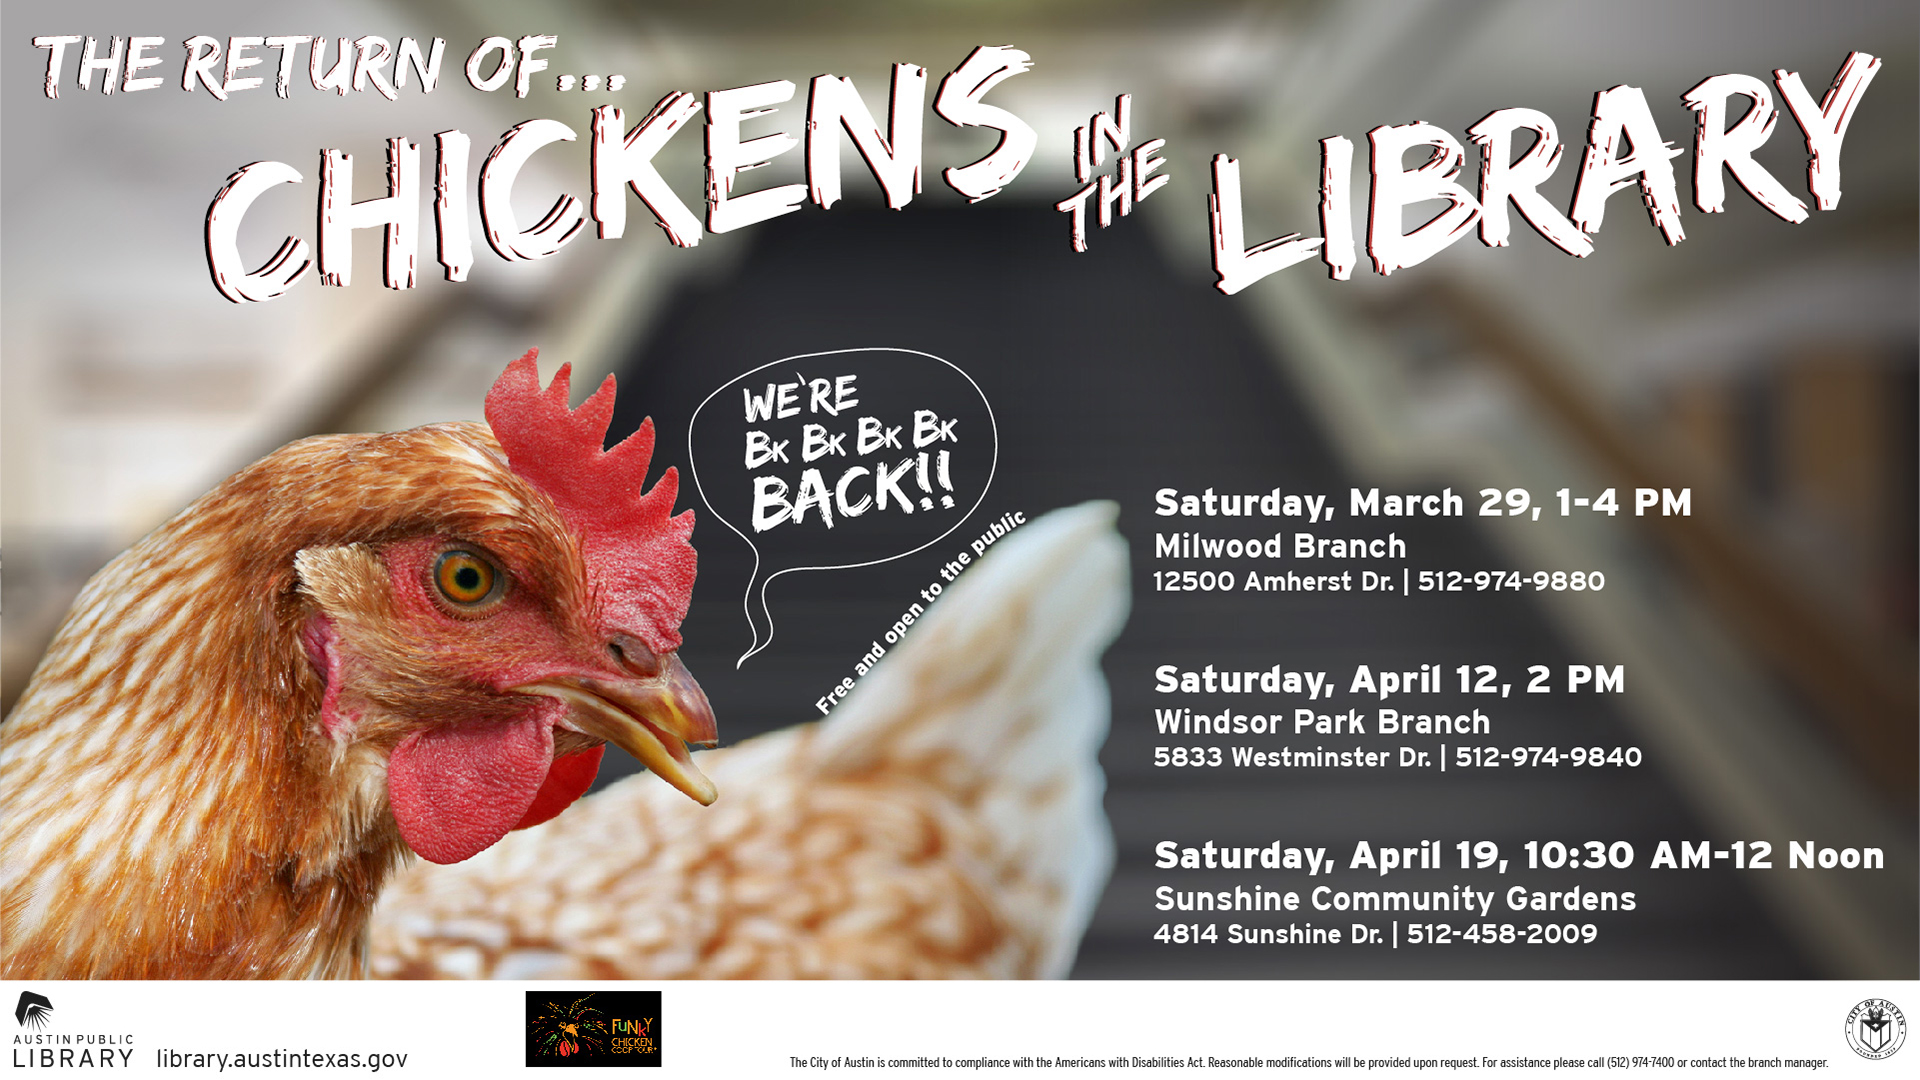 THE RETURN OF...
CHICKENS IN THE LIBRARY
WE'RE
BK BK BK BK
BACK!!
Free and open to the public
Saturday, March 29, 1-4 PM
Milwood Branch
12500 Amherst Dr. | 512-974-9880
Saturday, April 12, 2 PM
Windsor Park Branch
5833 Westminster Dr. | 512-974-9840
Saturday, April 19, 10:30 AM-12 Noon
Sunshine Community Gardens
4814 Sunshine Dr. | 512-458-2009
AUSTIN PUBLIC
LIBRARY
library.austintexas.gov
FUNKY
CHICKEN
COOP TOUR
The City of Austin is committed to compliance with the Americans with Disabilities Act. Reasonable modifications will be provided upon request. For assistance please call (512) 974-7400 or contact the branch manager.
CITY OF AUSTIN
FOUNDED 1839